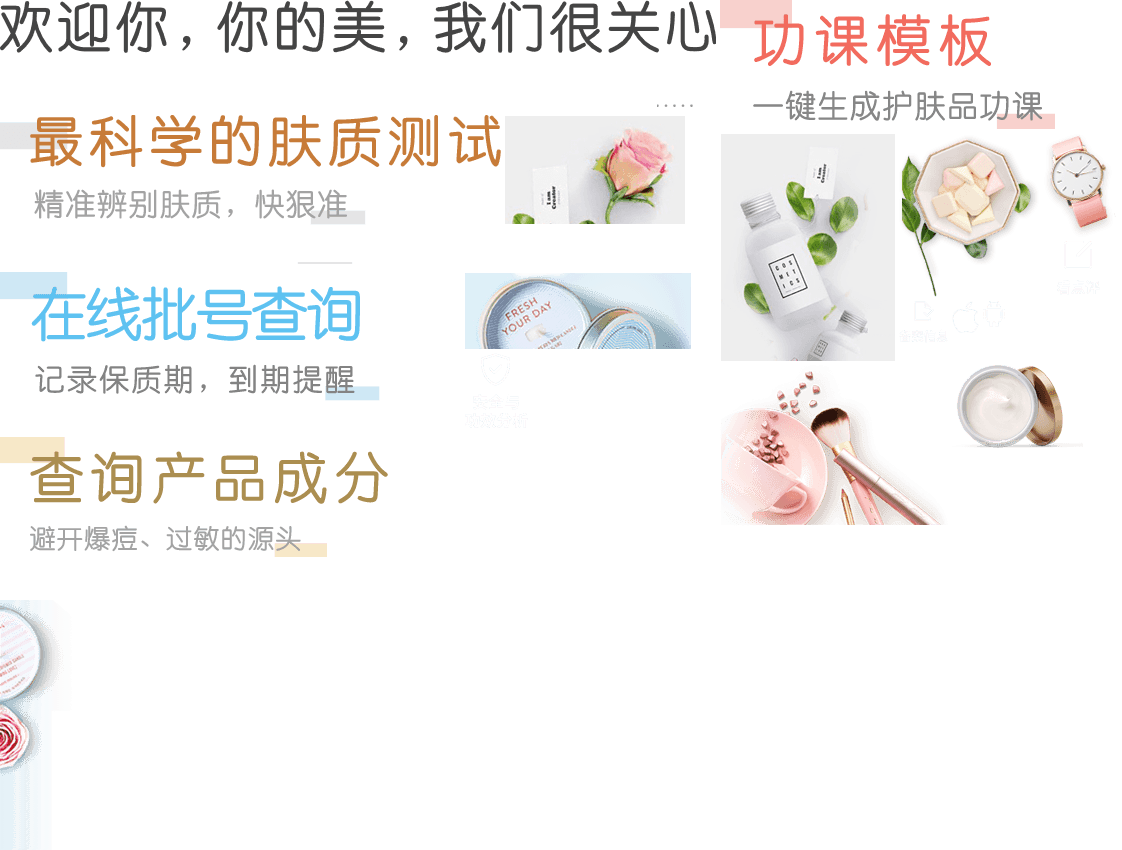 欢迎你，你的美，我们很关心
最科学的肤质测试
精准辨别肤质，快狠准
在线批号查询
记录保质期，到期提醒
查询产品成分
避开爆痘、过敏的源头
功课模板
一键生成护肤品功课
I am
Creator
I am
Creator
COS
MET
ICS
FRESH
YOUR DAY